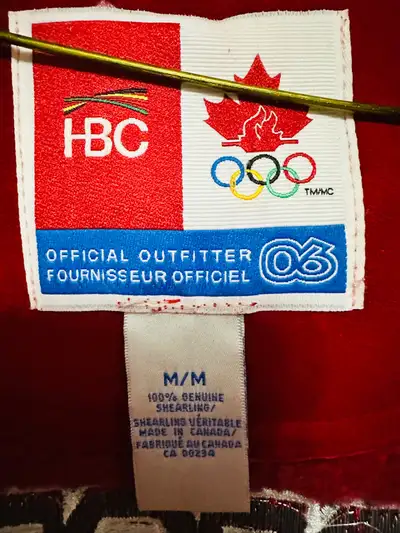 HBC
TM/MC
OFFICIAL OUTFITTER
FOURNISSEUR OFFICIEL
06
M/M
100% GENUINE
SHEARLING/
SHEARLING VÉRITABLE
MADE IN CANADA/
FABRIQUÉ AU CANADA
CA 00234